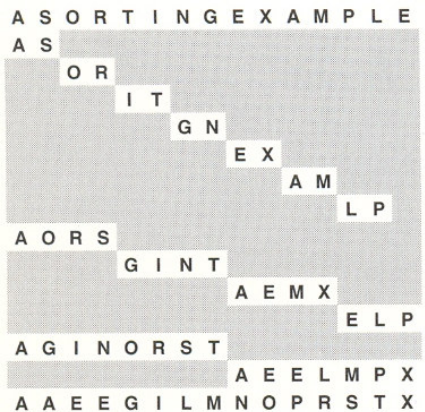 A S O R T I N G E X A M P L E
A S
O R
I T
G N
E X
A M
L P
A O R S
G I N T
A E M X
E L P
A G I N O R S T
A E E L M P X
A A E E G I L M N O P R S T X